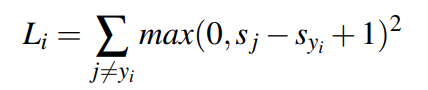 L_i = \sum_{j \neq y_i} max(0, s_j - s_{y_i} + 1)^2